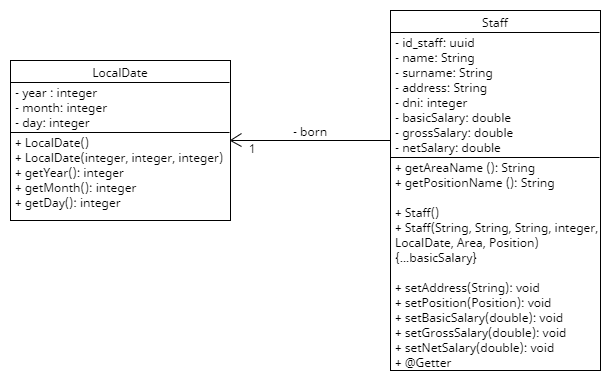 LocalDate
- year : integer
- month: integer
- day: integer
+ LocalDate()
+ LocalDate(integer, integer, integer)
+ getYear(): integer
+ getMonth(): integer
+ getDay(): integer
- born
1
Staff
- id_staff: uuid
- name: String
- surname: String
- address: String
- dni: integer
- basicSalary: double
- grossSalary: double
- netSalary: double
+ getAreaName (): String
+ getPositionName (): String
+ Staff()
+ Staff(String, String, String, integer,
LocalDate, Area, Position)
{...basicSalary}
+ setAddress(String): void
+ setPosition(Position): void
+ setBasicSalary(double): void
+ setGrossSalary(double): void
+ setNetSalary(double): void
+ @Getter